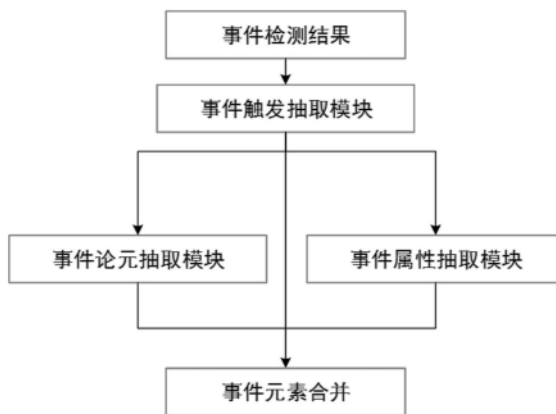 事件检测结果
事件触发抽取模块
事件论元抽取模块
事件属性抽取模块
事件元素合并